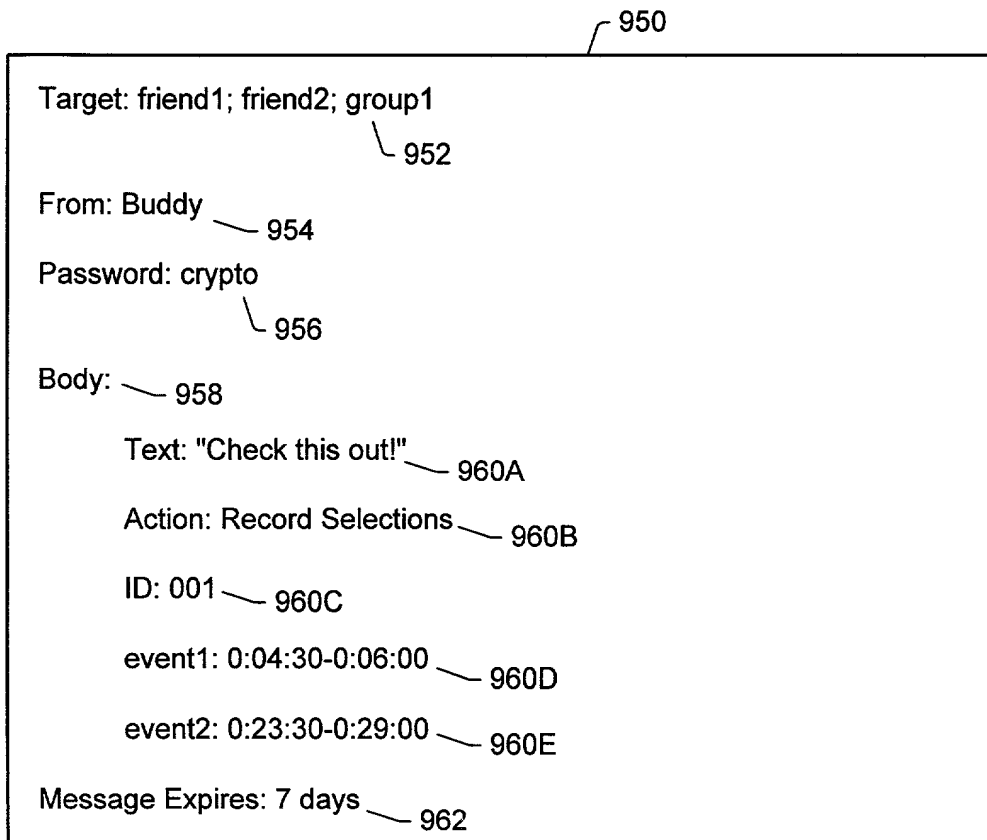 950
Target: friend1; friend2; group1
952
From: Buddy
954
Password: crypto
956
Body:
958
Text: "Check this out!"
960A
Action: Record Selections
960B
ID: 001
960C
event1: 0:04:30-0:06:00
960D
event2: 0:23:30-0:29:00
960E
Message Expires: 7 days
962